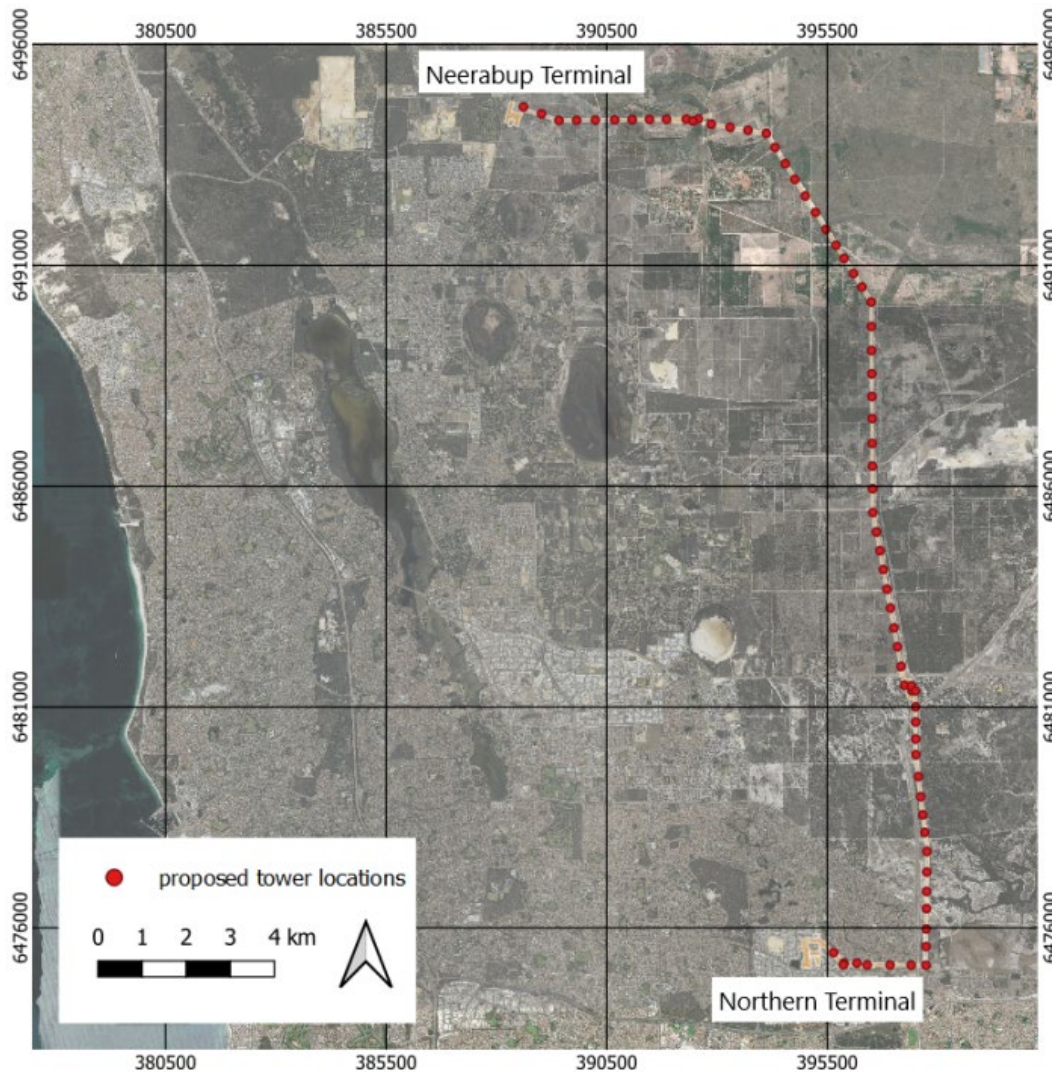 380500 385500 390500 395500
6496000 6496000
Neerabup Terminal
6491000 6491000
6486000 6486000
6481000 6481000
proposed tower locations
0 1 2 3 4 km
6476000 6476000
Northern Terminal
380500 385500 390500 395500